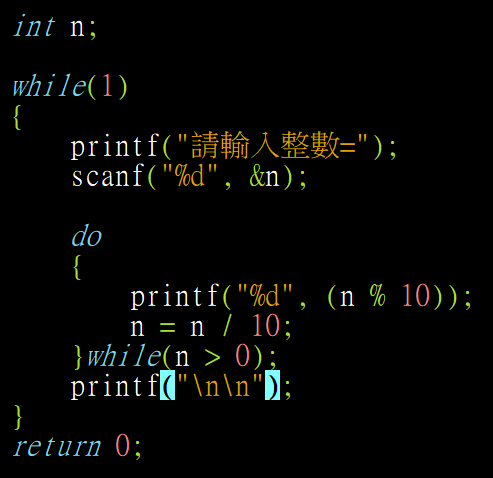 int n;
while(1)
{
printf("請輸入整數=");
scanf("%d", &n);
do
{
printf("%d", (n % 10));
n = n / 10;
}while(n > 0);
printf("\n\n");
}
return 0;